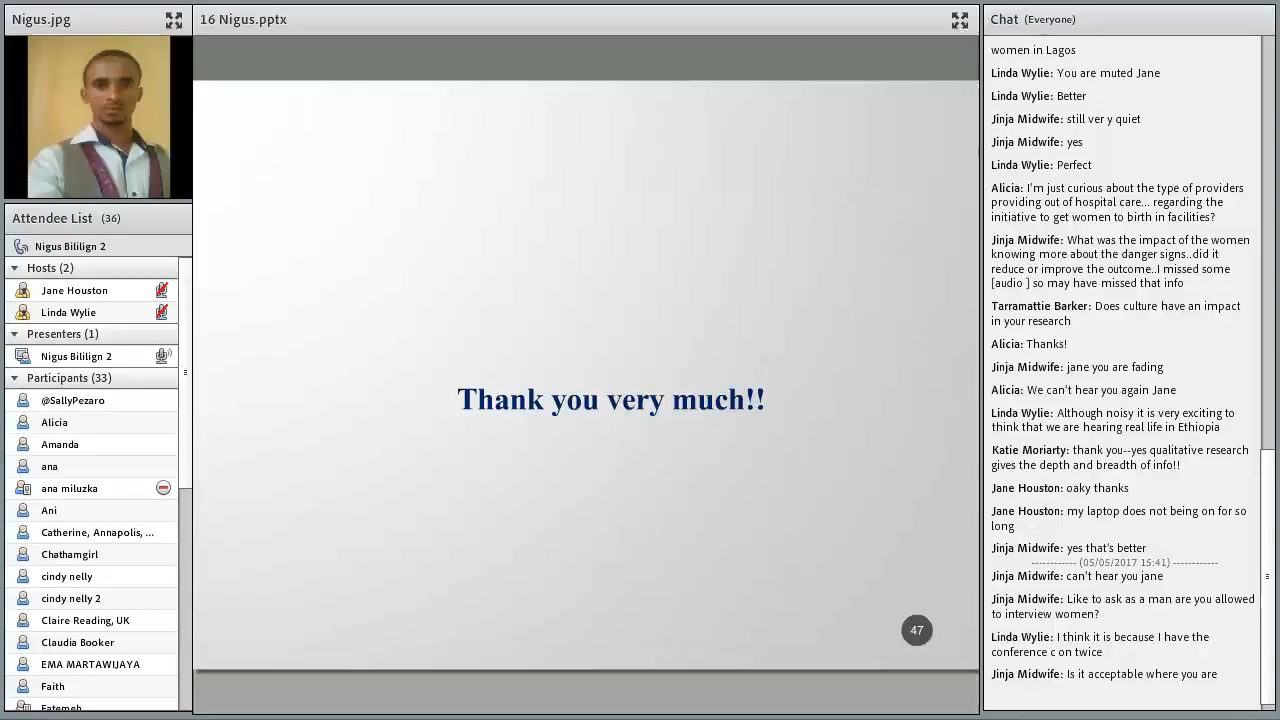 Nigus.jpg
16 Nigus.pptx
Chat (Everyone)
Attendee List (36)
Nigus Bililign 2
Hosts (2)
Jane Houston
Linda Wylie
Presenters (1)
Nigus Bililign 2
Participants (33)
@SallyPezaro
Alicia
Amanda
ana
ana miluzka
Ani
Catherine, Annapolis, ...
Chathamgirl
cindy nelly
cindy nelly 2
Claire Reading, UK
Claudia Booker
EMA MARTAWIJAYA
Faith
Fatemeh
Thank you very much!!
47
women in Lagos
Linda Wylie: You are muted Jane
Linda Wylie: Better
Jinja Midwife: still ver y quiet
Jinja Midwife: yes
Linda Wylie: Perfect
Alicia: I'm just curious about the type of providers
providing out of hospital care... regarding the
initiative to get women to birth in facilities?
Jinja Midwife: What was the impact of the women
knowing more about the danger signs..did it
reduce or improve the outcome..I missed some
[audio ] so may have missed that info
Tarramattie Barker: Does culture have an impact
in your research
Alicia: Thanks!
Jinja Midwife: jane you are fading
Alicia: We can't hear you again Jane
Linda Wylie: Although noisy it is very exciting to
think that we are hearing real life in Ethiopia
Katie Moriarty: thank you--yes qualitative research
gives the depth and breadth of info!!
Jane Houston: oaky thanks
Jane Houston: my laptop does not being on for so
long
Jinja Midwife: yes that's better
------------ (05/05/2017 15:41) ------------
Jinja Midwife: can't hear you jane
Jinja Midwife: Like to ask as a man are you allowed
to interview women?
Linda Wylie: I think it is because I have the
conference c on twice
Jinja Midwife: Is it acceptable where you are